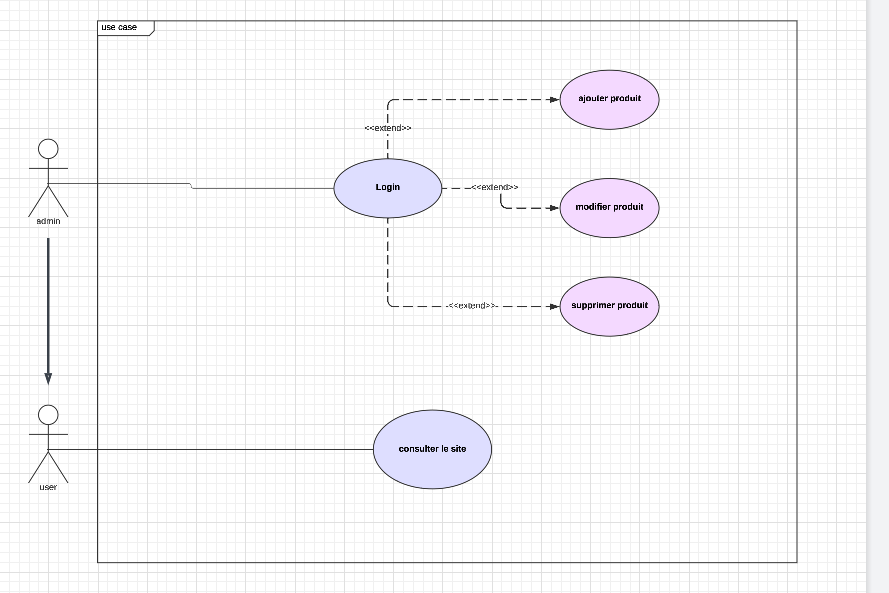 use case
ajouter produit
<<extend>>
Login
<<extend>>
modifier produit
admin
<<extend>>
supprimer produit
consulter le site
user